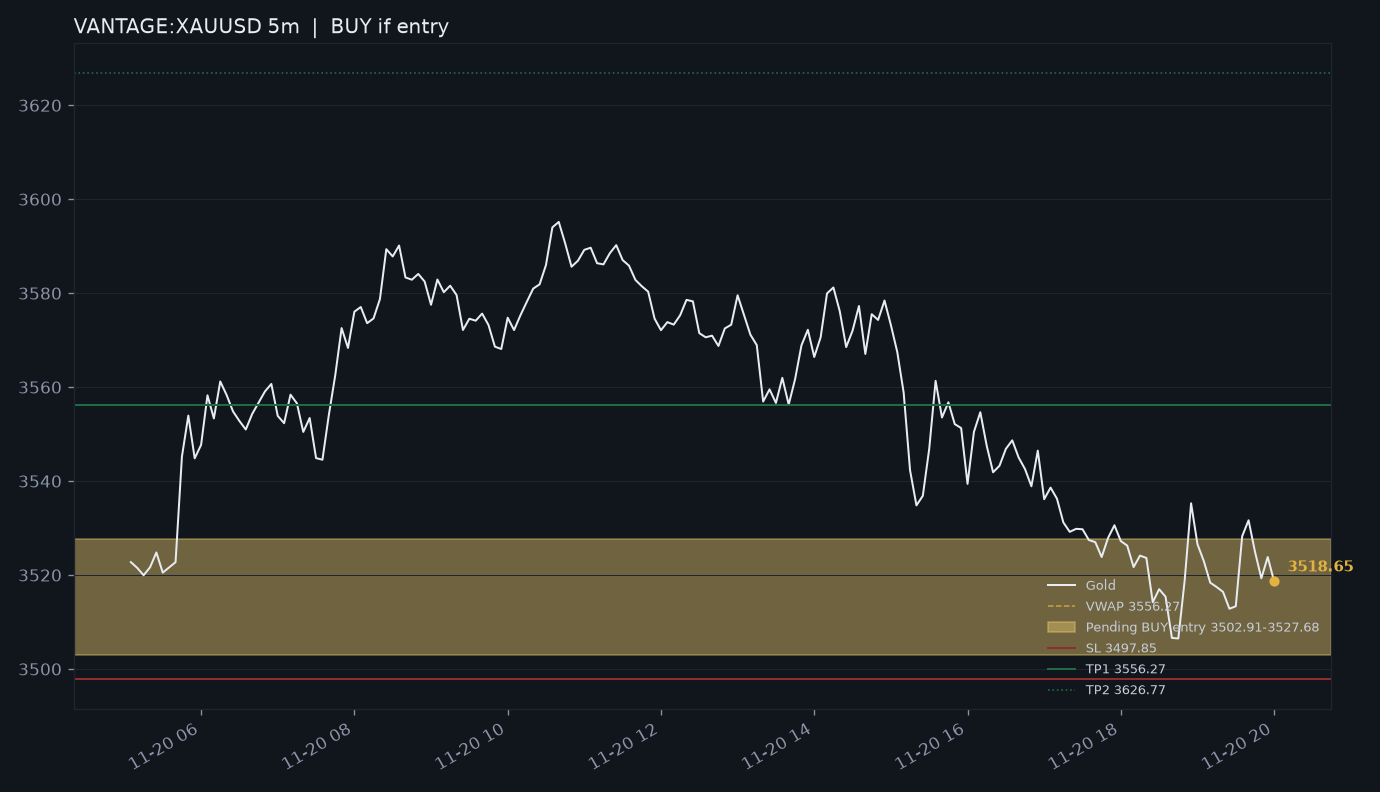 VANTAGE:XAUUSD 5m | BUY if entry
3620
3600
3580
3560
3540
3520
3500
3518.65
Gold
VWAP 3556.27
Pending BUY entry 3502.91-3527.68
SL 3497.85
TP1 3556.27
TP2 3626.77
11-20 06
11-20 08
11-20 10
11-20 12
11-20 14
11-20 16
11-20 18
11-20 20